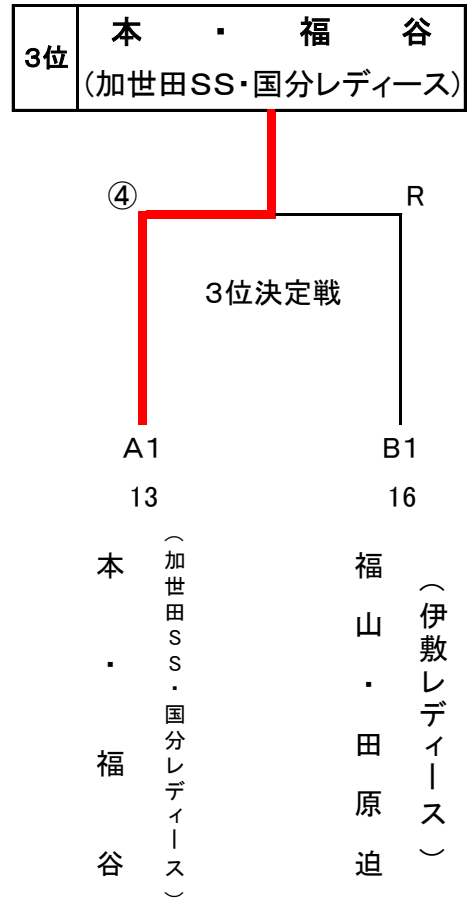 3位
本・福谷
(加世田SS・国分レディース)
④
R
3位決定戦
A1
B1
13
16
本・福谷
(加世田SS・国分レディース)
福山・田原迫
(伊敷レディース)